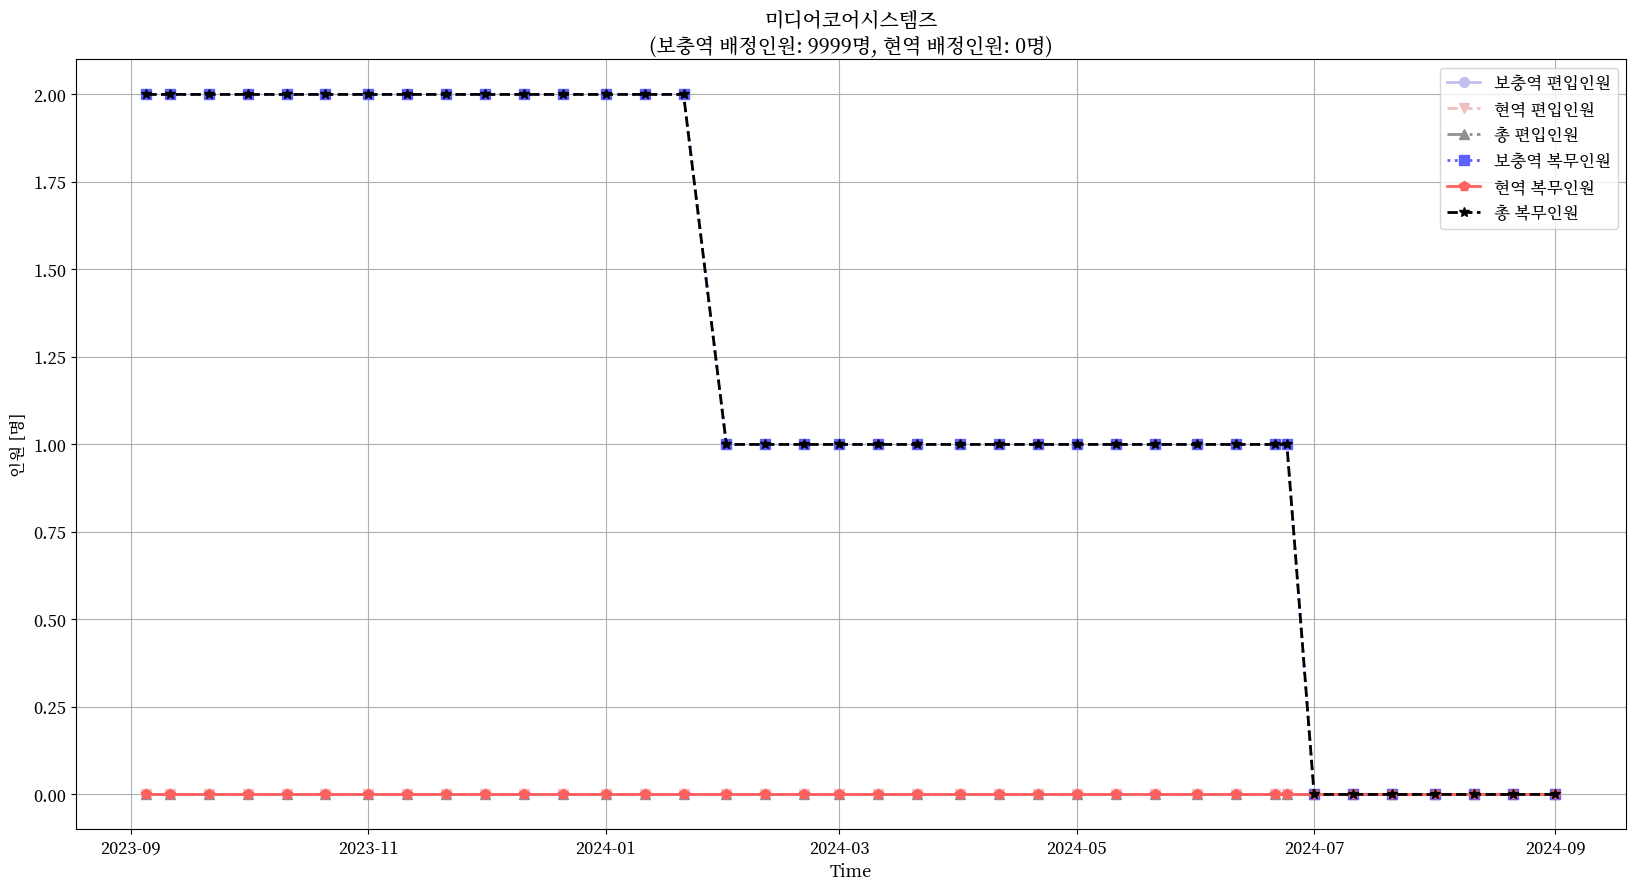 미디어코어시스템즈
(보충역 배정인원: 9999명, 현역 배정인원: 0명)
보충역 편입인원
현역 편입인원
총 편입인원
보충역 복무인원
현역 복무인원
총 복무인원
인원 [명]
2.00
1.75
1.50
1.25
1.00
0.75
0.50
0.25
0.00
2023-09
2023-11
2024-01
2024-03
2024-05
2024-07
2024-09
Time